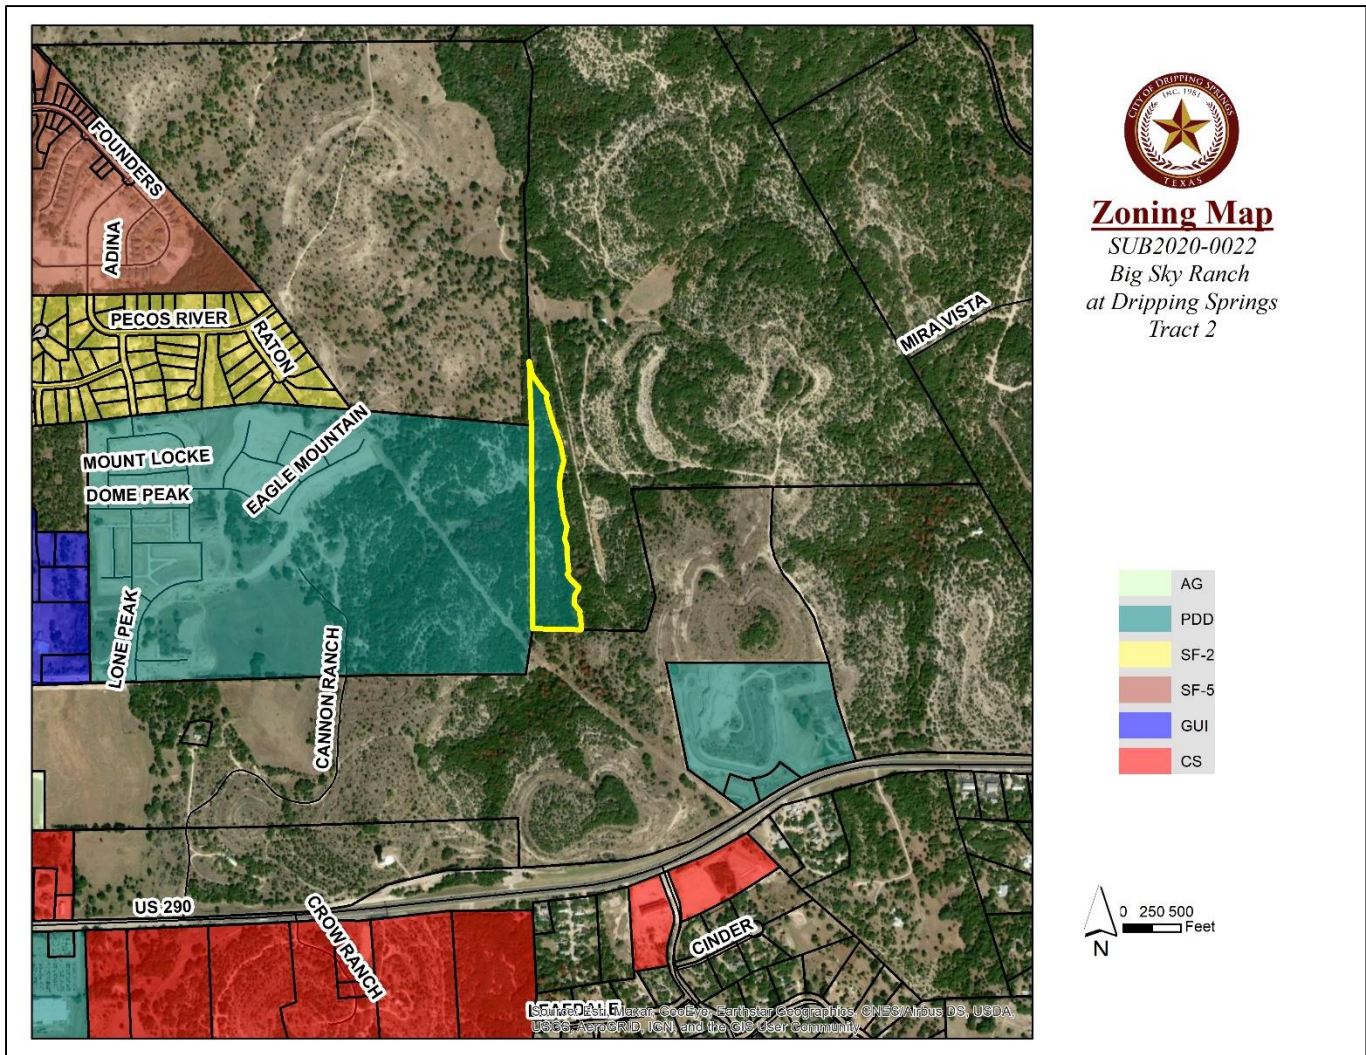 FOUNDERS
ADINA
PECOS RIVER
RATON
MOUNT LOCKE
DOME PEAK
EAGLE MOUNTAIN
LONE PEAK
CANNON RANCH
MIRA VISTA
US 290
CROW RANCH
CINDER
LEAFDALE
Source: Esri, Maxar, GeoEye, Earthstar Geographics, CNES/Airbus DS, USDA,
USGS, AeroGRID, IGN, and the GIS User Community
CITY OF DRIPPING SPRINGS
INC. 1981
TEXAS
Zoning Map
SUB2020-0022
Big Sky Ranch
at Dripping Springs
Tract 2
AG
PDD
SF-2
SF-5
GUI
CS
0 250 500
Feet
N